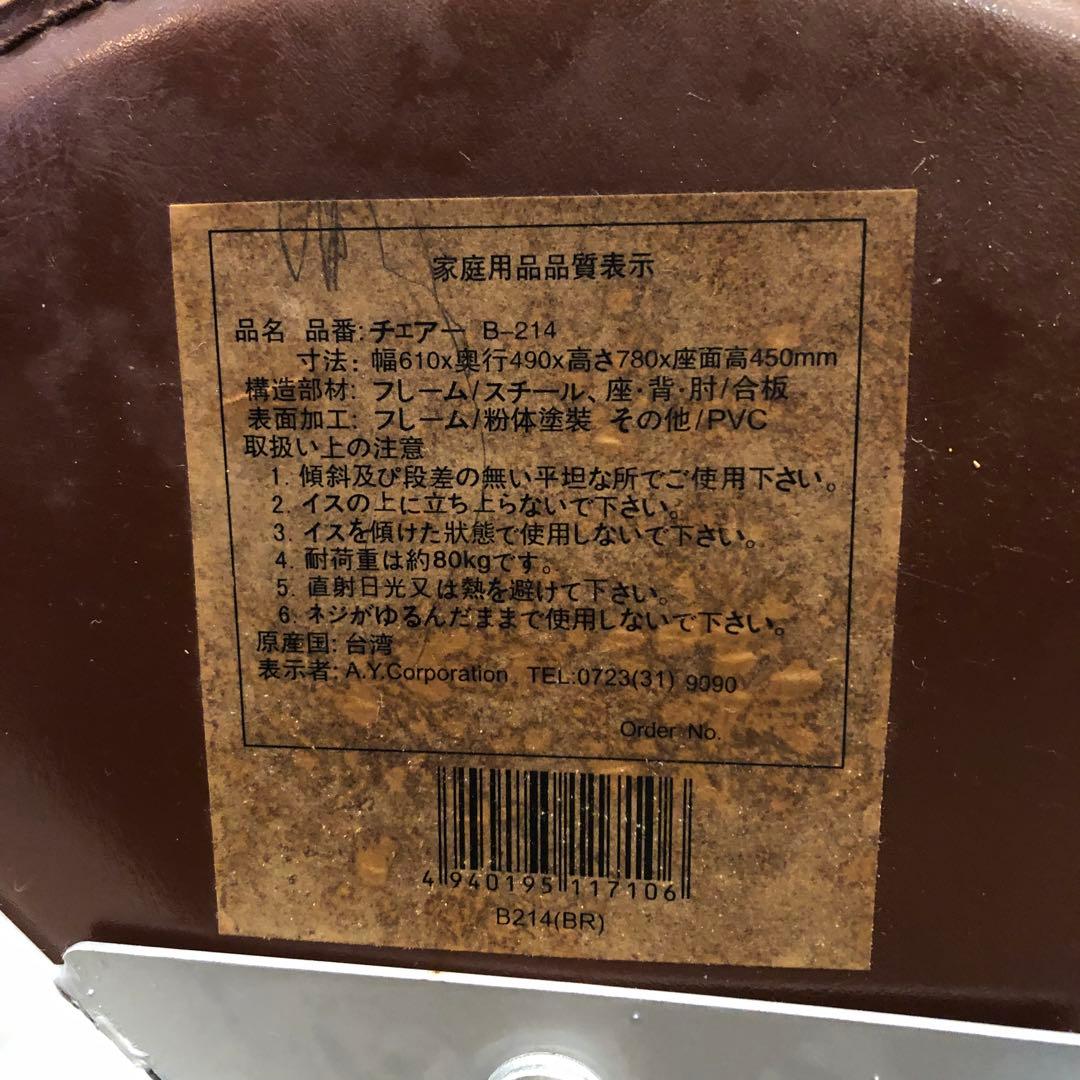 家庭用品品質表示
品名 品番: チェアー B-214
寸法: 幅610x奥行490x高さ780x座面高450mm
構造部材: フレーム/スチール、座・背・肘/合板
表面加工: フレーム/粉体塗装 その他/PVC
取扱い上の注意
1. 傾斜及び段差の無い平坦な所でご使用下さい。
2. イスの上に立ち上らないで下さい。
3. イスを傾けた狀態で使用しないで下さい。
4. 耐荷重は約80kgです。
5. 直射日光又は熱を避けて下さい。
6. ネジがゆるんだままで使用しないで下さい。
原産国: 台湾
表示者: A.Y.Corporation TEL:0723(31) 9090
Order No.
4 940195 117106
B214(BR)